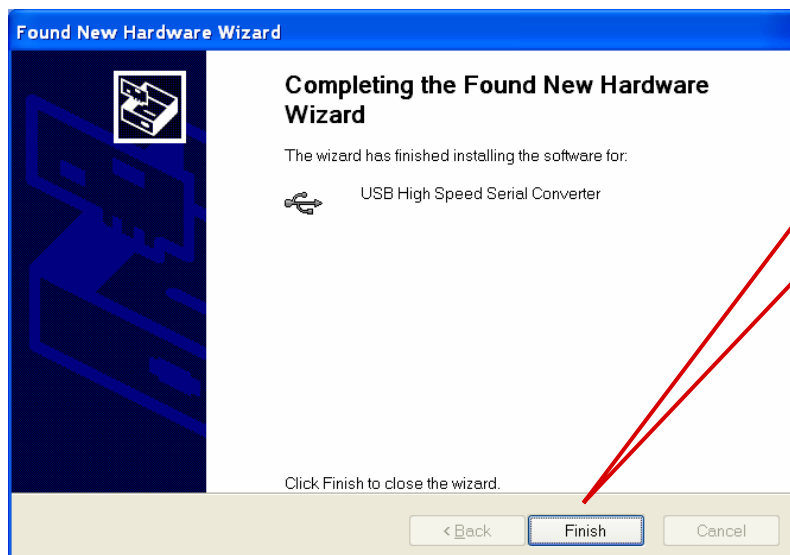 Found New Hardware Wizard
Completing the Found New Hardware
Wizard
The wizard has finished installing the software for:
USB High Speed Serial Converter
Click Finish to close the wizard.
< Back
Finish
Cancel